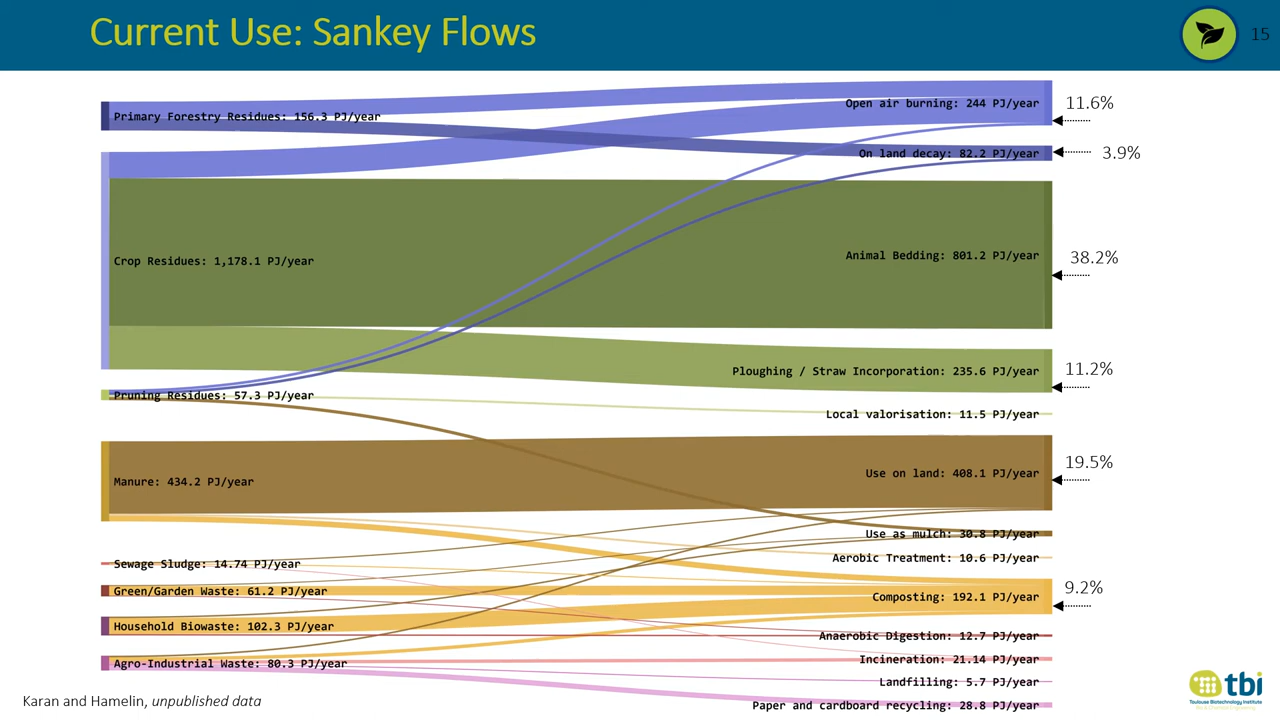 Current Use: Sankey Flows
15
Primary Forestry Residues: 156.3 PJ/year
Crop Residues: 1,178.1 PJ/year
Pruning Residues: 57.3 PJ/year
Manure: 434.2 PJ/year
Sewage Sludge: 14.74 PJ/year
Green/Garden Waste: 61.2 PJ/year
Household Biowaste: 102.3 PJ/year
Agro-Industrial Waste: 80.3 PJ/year
Open air burning: 244 PJ/year
11.6%
On land decay: 82.2 PJ/year
3.9%
Animal Bedding: 801.2 PJ/year
38.2%
Ploughing / Straw Incorporation: 235.6 PJ/year
11.2%
Local valorisation: 11.5 PJ/year
Use on land: 408.1 PJ/year
19.5%
Use as mulch: 30.8 PJ/year
Aerobic Treatment: 10.6 PJ/year
Composting: 192.1 PJ/year
9.2%
Anaerobic Digestion: 12.7 PJ/year
Incineration: 21.14 PJ/year
Landfilling: 5.7 PJ/year
Paper and cardboard recycling: 28.8 PJ/year
Karan and Hamelin, unpublished data
tbi
Toulouse Biotechnology Institute